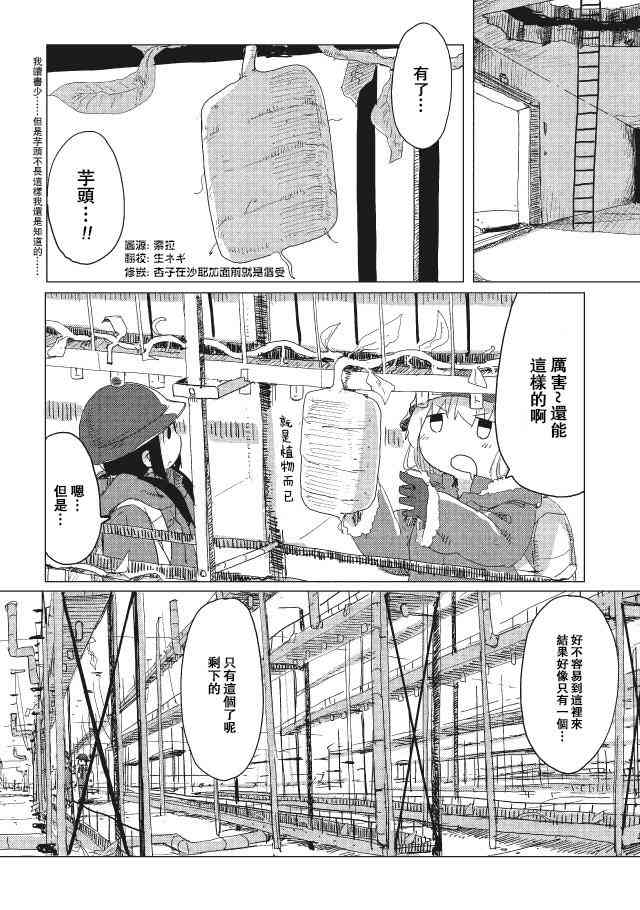 有了…
芋頭…!!
圖源: 索拉
翻校: 生ネギ
修嵌: 杏子在沙耶加面前就是個受
我讀書少……但是芋頭不長這樣我還是知道的……
厲害~還能
這樣的啊
就是植物而已
嗯…
但是…
好不容易到這裡來
結果好像只有一個…
只有這個了呢
剩下的